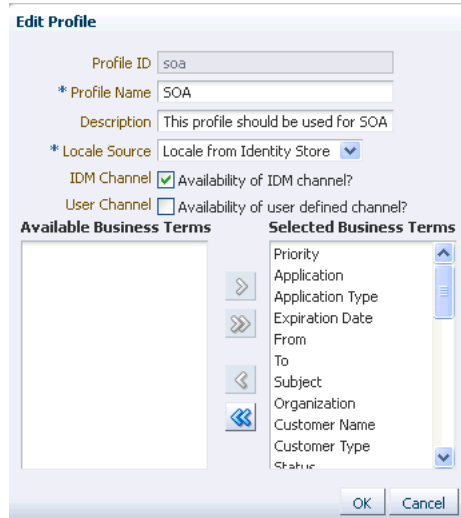 Edit Profile
Profile ID soa
* Profile Name SOA
Description This profile should be used for SOA
* Locale Source Locale from Identity Store
IDM Channel Availability of IDM channel?
User Channel Availability of user defined channel?
Available Business Terms Selected Business Terms
Priority
Application
Application Type
Expiration Date
From
To
Subject
Organization
Customer Name
Customer Type
Status
OK Cancel